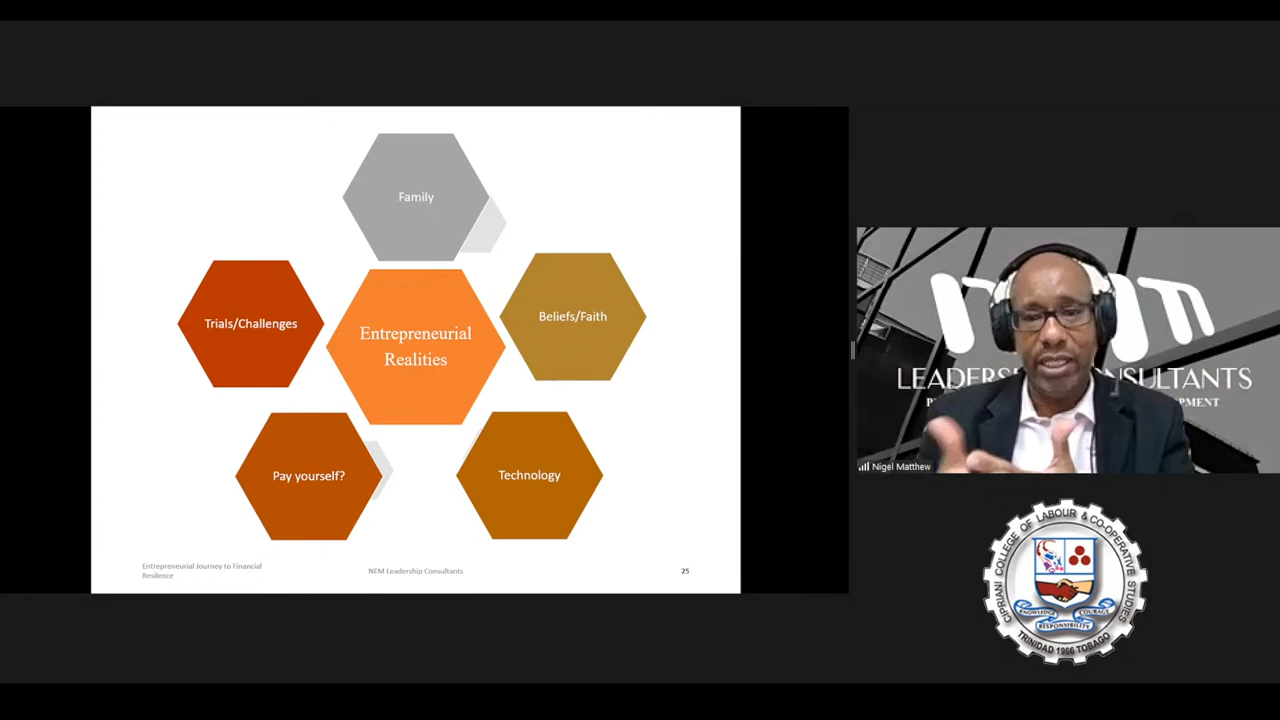 Family
Trials/Challenges
Entrepreneurial
Realities
Beliefs/Faith
Pay yourself?
Technology
Entrepreneurial Journey to Financial
Resilence
NEM Leadership Consultants
25
LEADERS
CONSULTANTS
Nigel Matthew
CIPRIANI COLLEGE OF LABOUR & CO-OPERATIVE STUDIES
KNOWLEDGE
COURAGE
RESPONSIBILITY
TRINIDAD 1966 TOBAGO